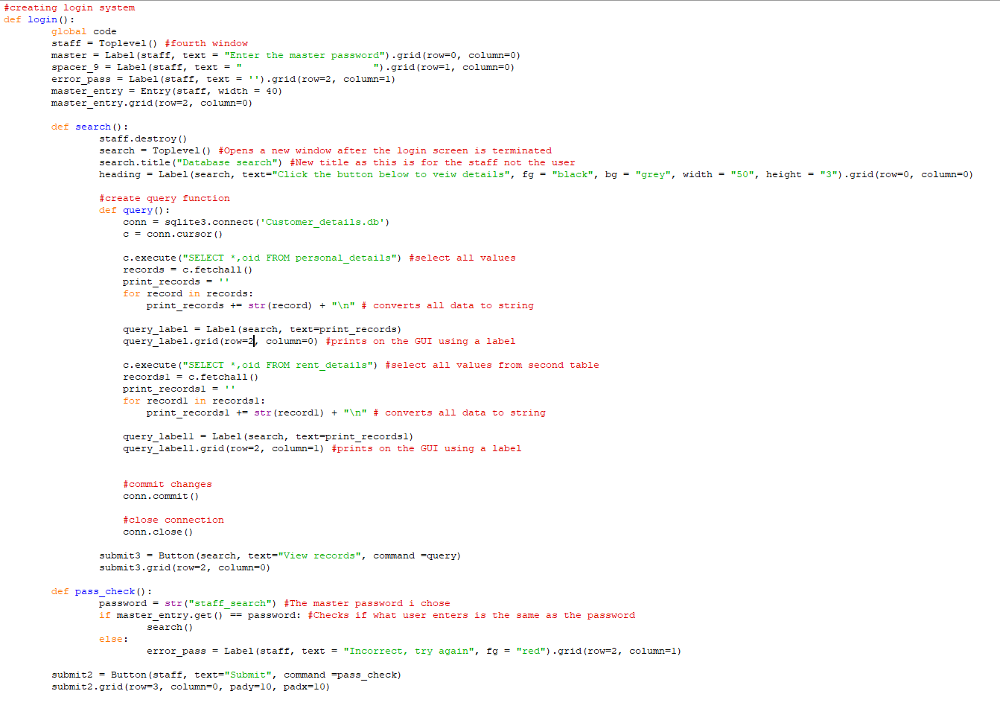 #creating login system
def login():
        global code
        staff = Toplevel() #fourth window
        master = Label(staff, text = "Enter the master password").grid(row=0, column=0)
        spacer_9 = Label(staff, text = "                      ").grid(row=1, column=0)
        error_pass = Label(staff, text = '').grid(row=2, column=1)
        master_entry = Entry(staff, width = 40)
        master_entry.grid(row=2, column=0)

        def search():
                staff.destroy()
                search = Toplevel() #Opens a new window after the login screen is terminated
                search.title("Database search") #New title as this is for the staff not the user
                heading = Label(search, text="Click the button below to veiw details", fg = "black", bg = "grey", width = "50", height = "3").grid(row=0, column=0)

                #create query function
                def query():
                    conn = sqlite3.connect('Customer_details.db')
                    c = conn.cursor()

                    c.execute("SELECT *,oid FROM personal_details") #select all values
                    records = c.fetchall()
                    print_records = ''
                    for record in records:
                        print_records += str(record) + "\n" # converts all data to string

                    query_label = Label(search, text=print_records)
                    query_label.grid(row=2, column=0) #prints on the GUI using a label

                    c.execute("SELECT *,oid FROM rent_details") #select all values from second table
                    records1 = c.fetchall()
                    print_records1 = ''
                    for record1 in records1:
                        print_records1 += str(record1) + "\n" # converts all data to string

                    query_label1 = Label(search, text=print_records1)
                    query_label1.grid(row=2, column=1) #prints on the GUI using a label


                    #commit changes
                    conn.commit()

                    #close connection
                    conn.close()

                submit3 = Button(search, text="View records", command =query)
                submit3.grid(row=2, column=0)

        def pass_check():
                password = str("staff_search") #The master password i chose
                if master_entry.get() == password: #Checks if what user enters is the same as the password
                        search()
                else:
                        error_pass = Label(staff, text = "Incorrect, try again", fg = "red").grid(row=2, column=1)

        submit2 = Button(staff, text="Submit", command =pass_check)
        submit2.grid(row=3, column=0, pady=10, padx=10)